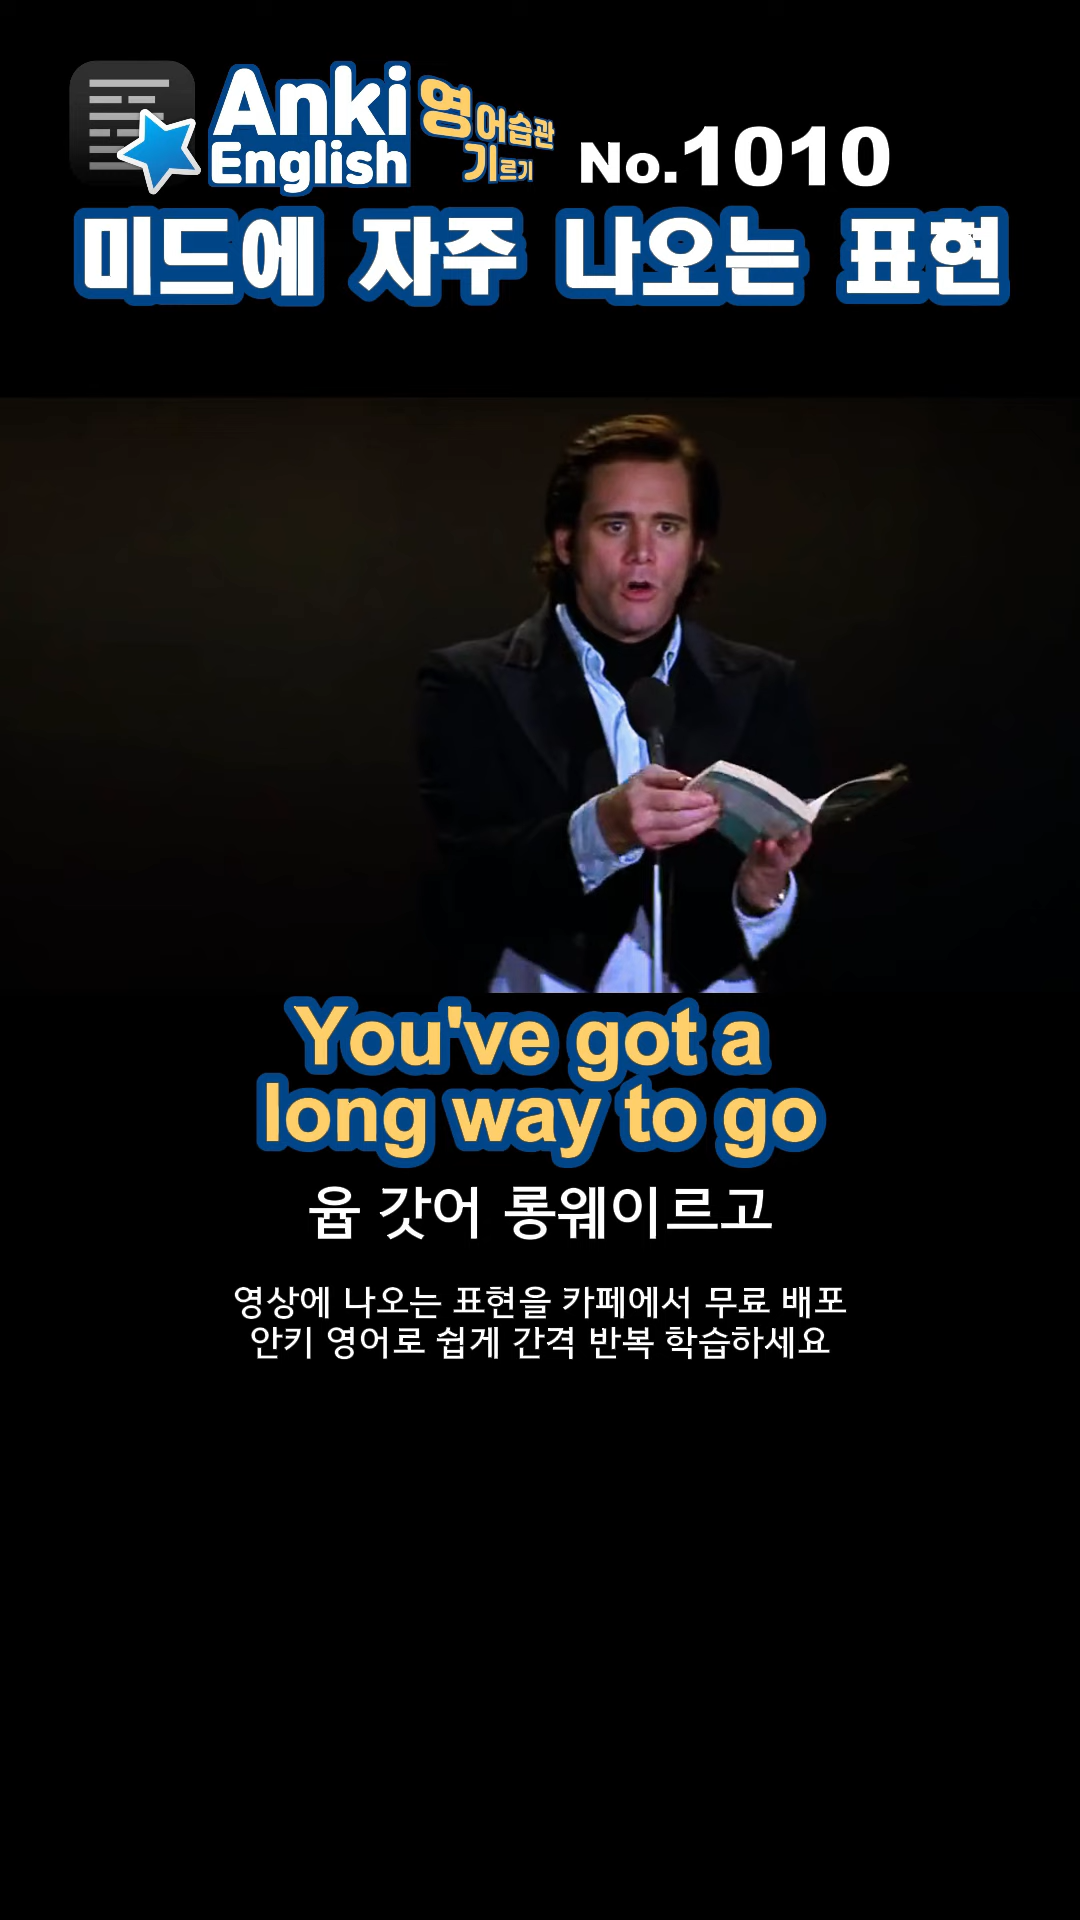 Anki English 영어습관 기르기 No.1010
미드에 자주 나오는 표현
You've got a
long way to go
윱 갓어 롱웨이르고
영상에 나오는 표현을 카페에서 무료 배포
안키 영어로 쉽게 간격 반복 학습하세요